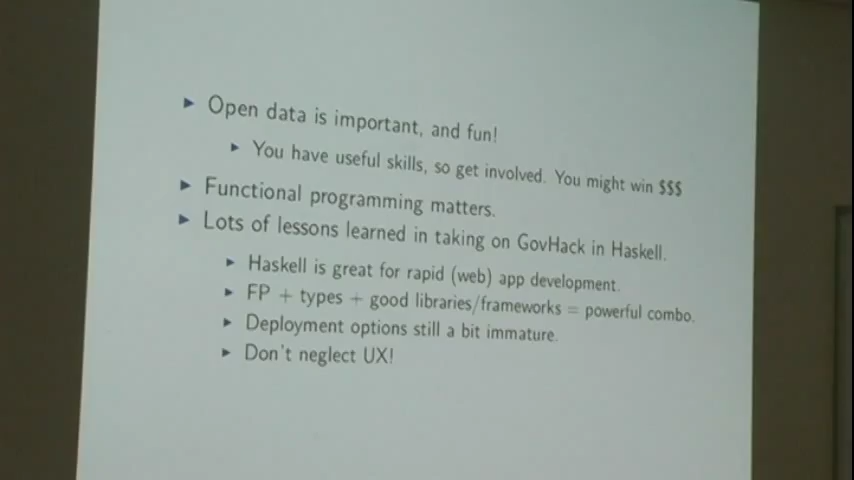 ▶ Open data is important, and fun!
▶ You have useful skills, so get involved. You might win $$$
▶ Functional programming matters.
▶ Lots of lessons learned in taking on GovHack in Haskell.
▶ Haskell is great for rapid (web) app development.
▶ FP + types + good libraries/frameworks = powerful combo.
▶ Deployment options still a bit immature.
▶ Don't neglect UX!